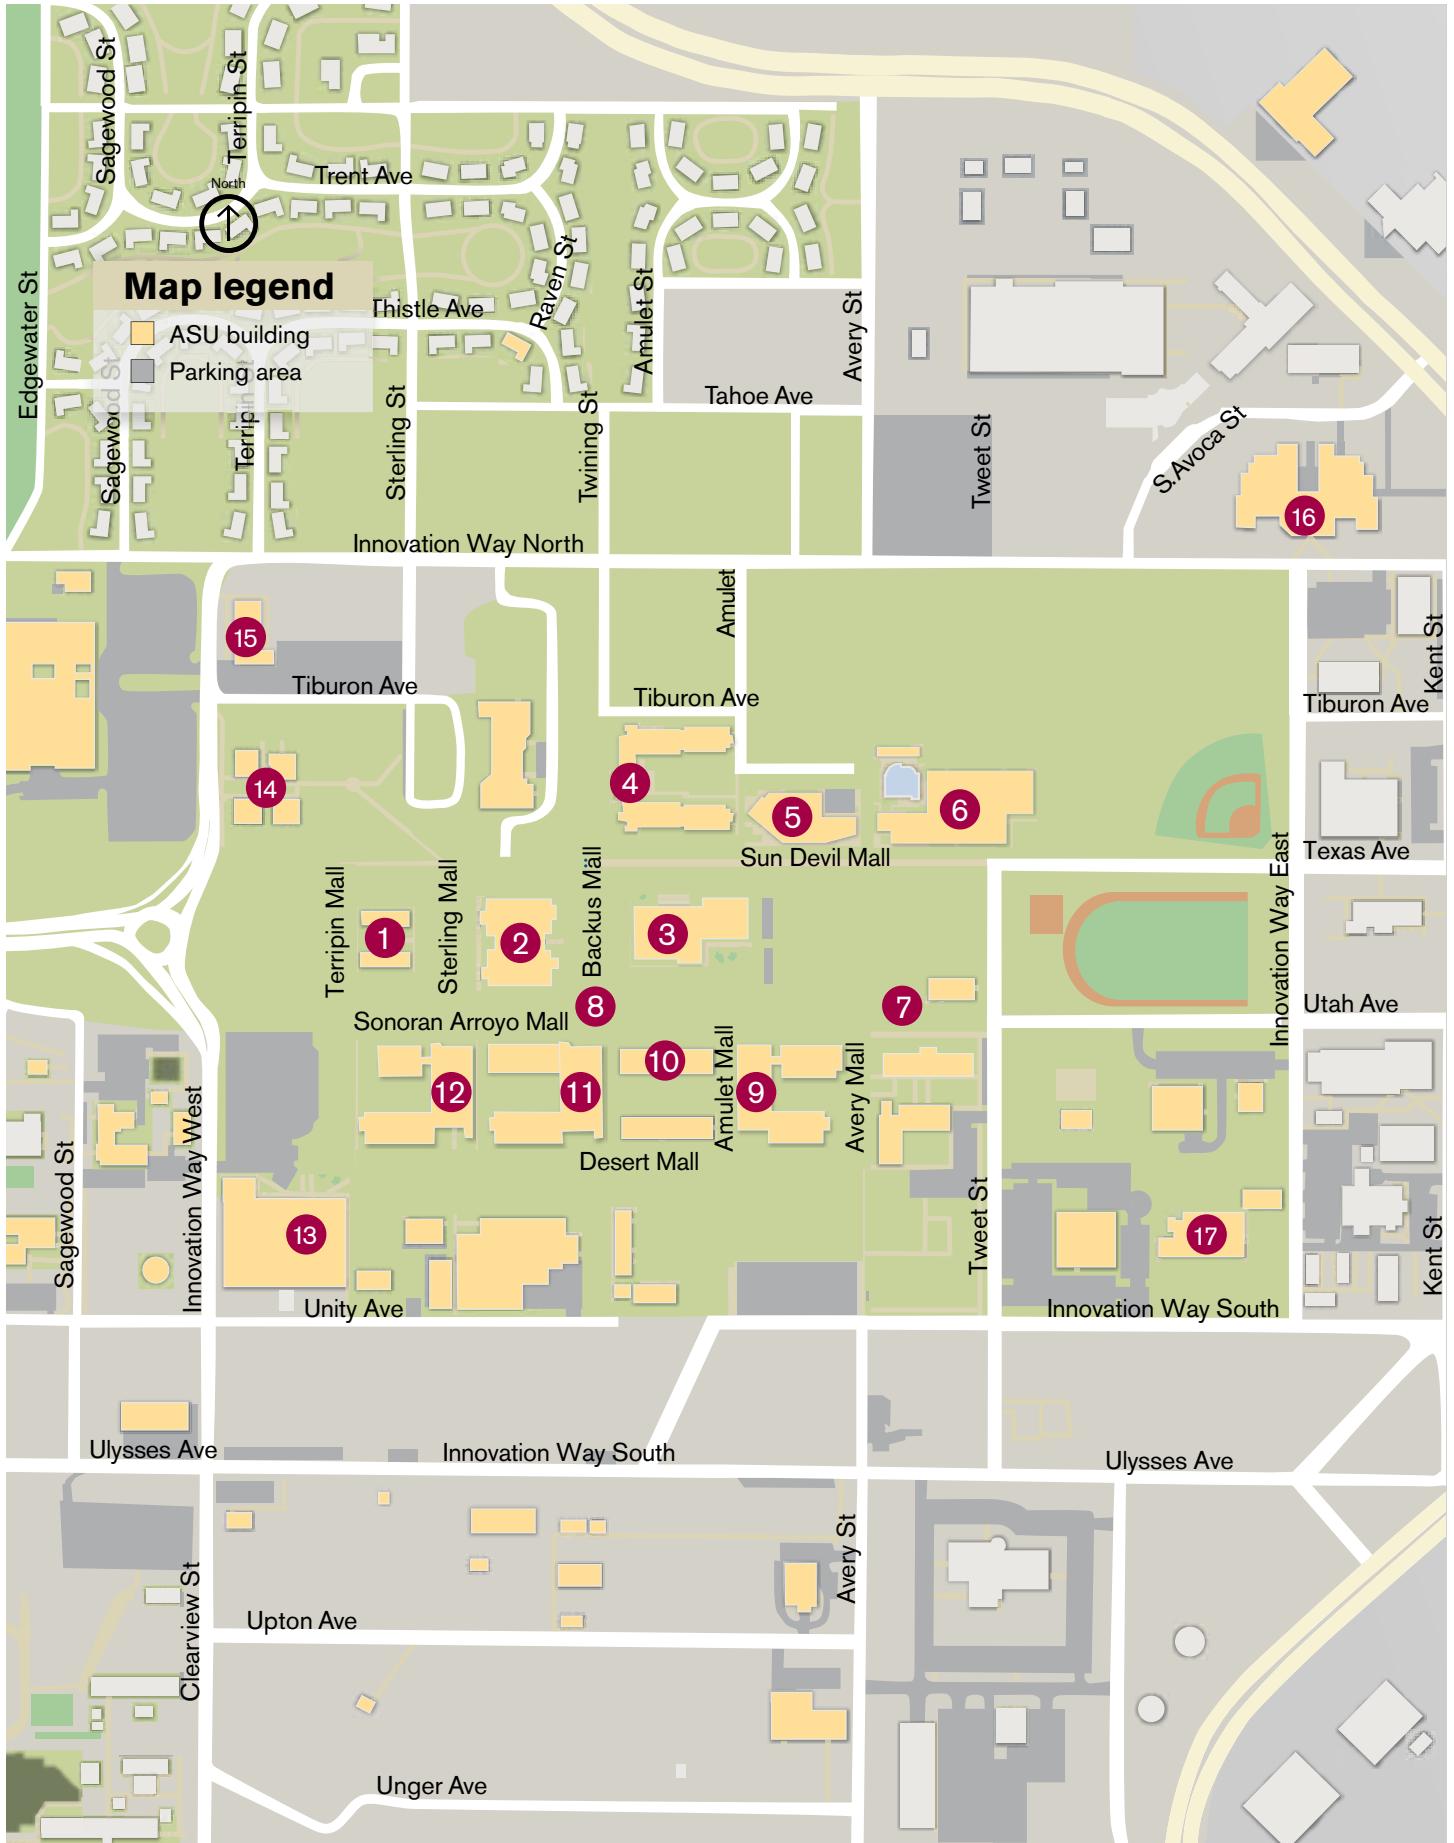 Sagewood St
Terripin St
North
Trent Ave
Map legend
ASU building
Parking area
Edgewater St
Thistle Ave
Raven St
Amulet St
Avery St
Tahoe Ave
Sagewood St
Terripin
Sterling St
Twining St
Tweet St
S. Avoca St
16
Innovation Way North
Amulet
15
Kent St
Tiburon Ave
Tiburon Ave
Tiburon Ave
14
4
5
6
Sun Devil Mall
Texas Ave
Innovation Way East
Terripin Mall
Sterling Mall
Backus Mall
1
2
3
7
8
Utah Ave
Sonoran Arroyo Mall
12
11
10
Amulet Mall
9
Avery Mall
Desert Mall
Sagewood St
Innovation Way West
13
Tweet St
17
Kent St
Unity Ave
Innovation Way South
Ulysses Ave
Innovation Way South
Ulysses Ave
Clearview St
Avery St
Upton Ave
Unger Ave